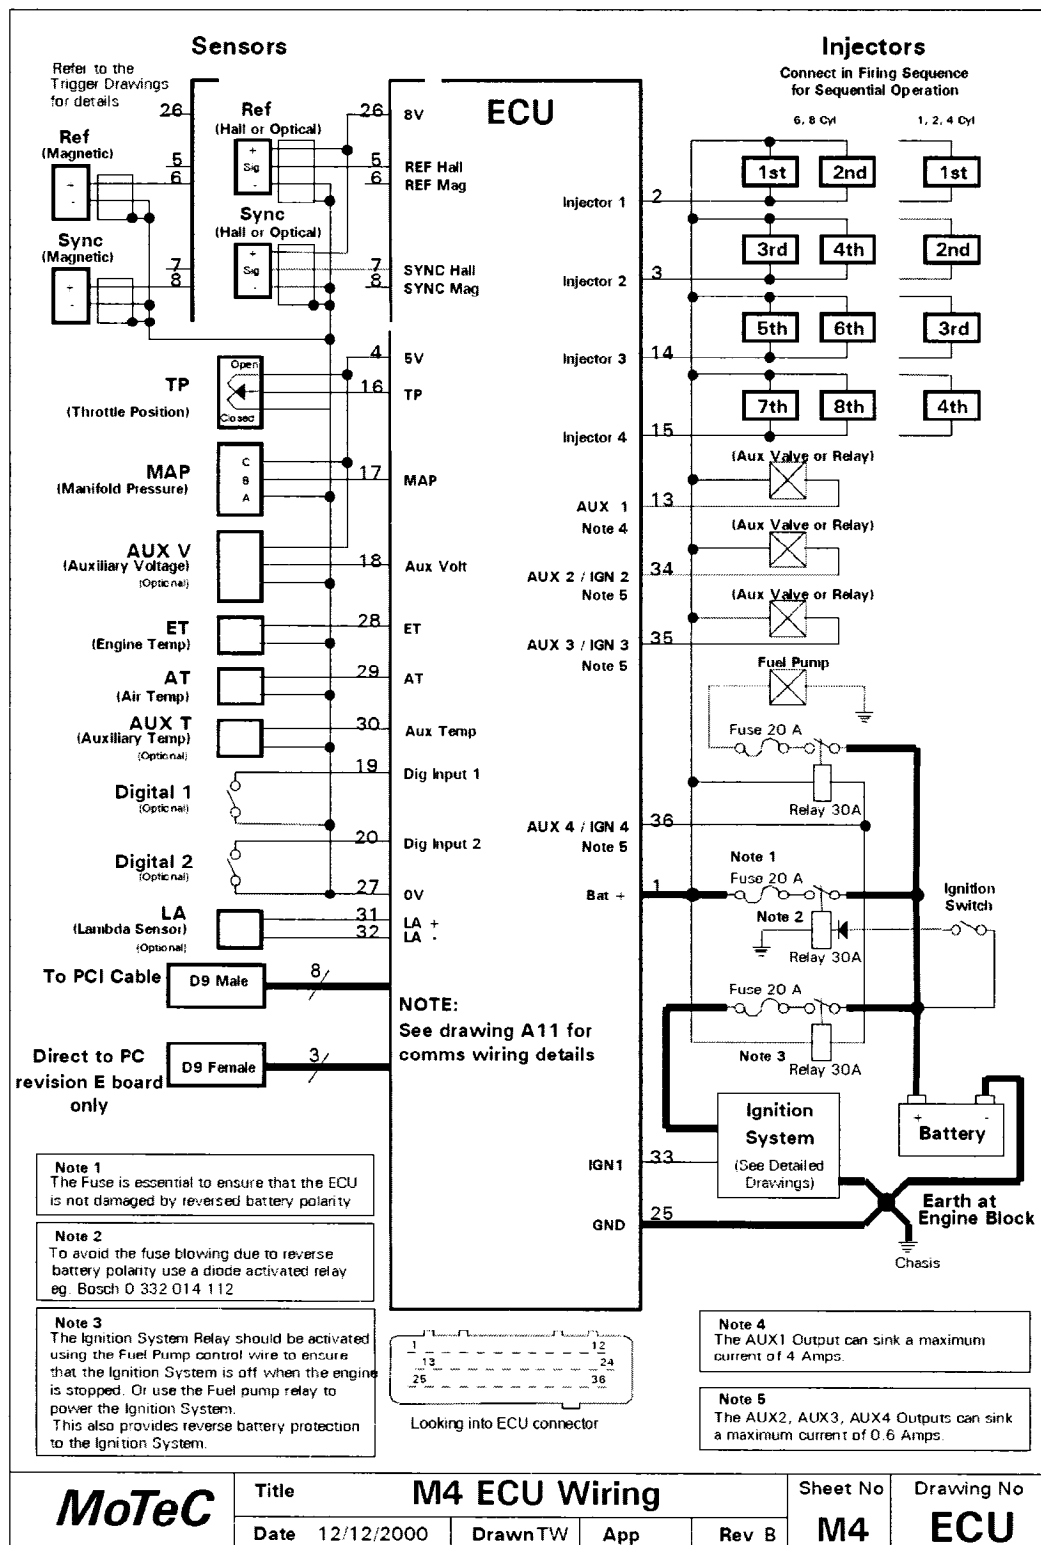 Sensors
Injectors
Refer to the
Trigger Drawings
for details
Connect in Firing Sequence
for Sequential Operation
ECU
6, 8 Cyl
1, 2, 4 Cyl
26
Ref
(Hall or Optical)
26
8V
Ref
(Magnetic)
+
-
5
6
+
Sig
-
5
REF Hall
6
REF Mag
1st
2nd
1st
Injector 1
2
Sync
(Magnetic)
+
-
Sync
(Hall or Optical)
+
Sig
-
7
8
7
SYNC Hall
8
SYNC Mag
3rd
4th
2nd
Injector 2
3
5th
6th
3rd
Injector 3
14
4
5V
TP
(Throttle Position)
Open
Closed
16
TP
7th
8th
4th
Injector 4
15
MAP
(Manifold Pressure)
C
B
A
17
MAP
(Aux Valve or Relay)
AUX 1
13
Note 4
AUX V
(Auxiliary Voltage)
(Optional)
18
Aux Volt
(Aux Valve or Relay)
AUX 2 / IGN 2
34
Note 5
ET
(Engine Temp)
28
ET
(Aux Valve or Relay)
AUX 3 / IGN 3
35
Note 5
AT
(Air Temp)
29
AT
Fuel Pump
AUX T
(Auxiliary Temp)
(Optional)
30
Aux Temp
Fuse 20 A
Relay 30A
Digital 1
(Optional)
19
Dig Input 1
AUX 4 / IGN 4
36
Note 5
Digital 2
(Optional)
20
Dig Input 2
27
0V
Bat +
1
Note 1
Fuse 20 A
Note 2
Relay 30A
Ignition
Switch
LA
(Lambda Sensor)
(Optional)
31
LA +
32
LA -
To PCI Cable
D9 Male
8
NOTE:
See drawing A11 for
comms wiring details
Fuse 20 A
Note 3
Relay 30A
Direct to PC
revision E board
only
D9 Female
3
+
-
Battery
Ignition
System
(See Detailed
Drawings)
IGN1
33
GND
25
Earth at
Engine Block
Chasis
Note 1
The Fuse is essential to ensure that the ECU
is not damaged by reversed battery polarity
Note 2
To avoid the fuse blowing due to reverse
battery polarity use a diode activated relay
eg. Bosch 0 332 014 112
Note 3
The Ignition System Relay should be activated
using the Fuel Pump control wire to ensure
that the Ignition System is off when the engine
is stopped. Or use the Fuel pump relay to
power the Ignition System.
This also provides reverse battery protection
to the Ignition System.
1
12
13
24
25
36
Looking into ECU connector
Note 4
The AUX1 Output can sink a maximum
current of 4 Amps.
Note 5
The AUX2, AUX3, AUX4 Outputs can sink
a maximum current of 0.6 Amps.
MoTeC
Title
M4 ECU Wiring
Sheet No
M4
Drawing No
ECU
Date 12/12/2000
Drawn TW
App
Rev B